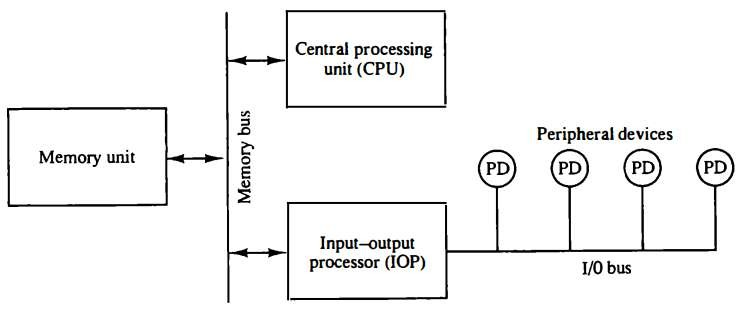 Central processing
unit (CPU)
Memory unit
Memory bus
Peripheral devices
PD
PD
PD
PD
Input–output
processor (IOP)
I/0 bus